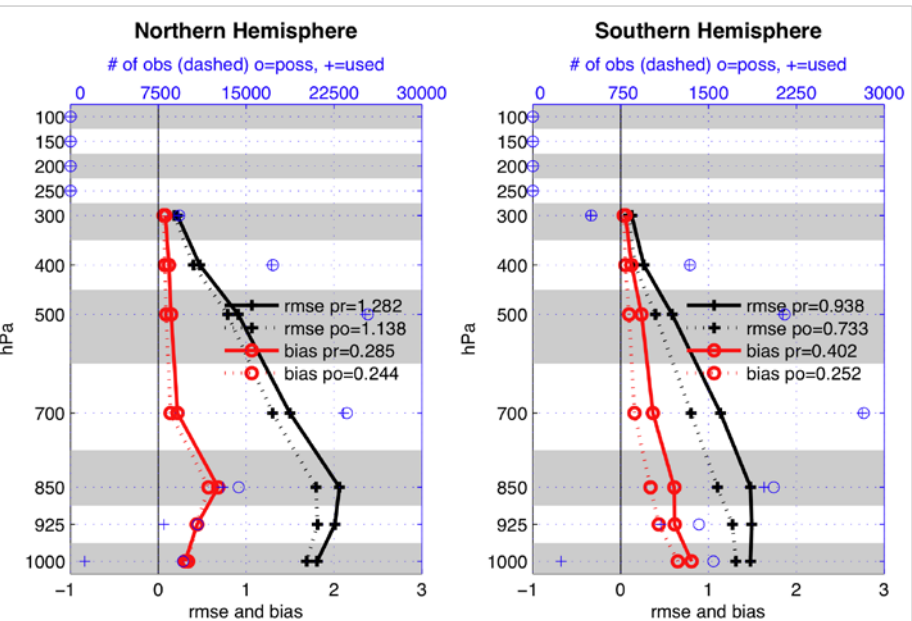 Northern Hemisphere
# of obs (dashed) o=poss, +=used
0 7500 15000 22500 30000
100
150
200
250
300
400
500
700
850
925
1000
hPa
rmse pr=1.282
rmse po=1.138
bias pr=0.285
bias po=0.244
−1 0 1 2 3
rmse and bias
Southern Hemisphere
# of obs (dashed) o=poss, +=used
0 750 1500 2250 3000
100
150
200
250
300
400
500
700
850
925
1000
hPa
rmse pr=0.938
rmse po=0.733
bias pr=0.402
bias po=0.252
−1 0 1 2 3
rmse and bias